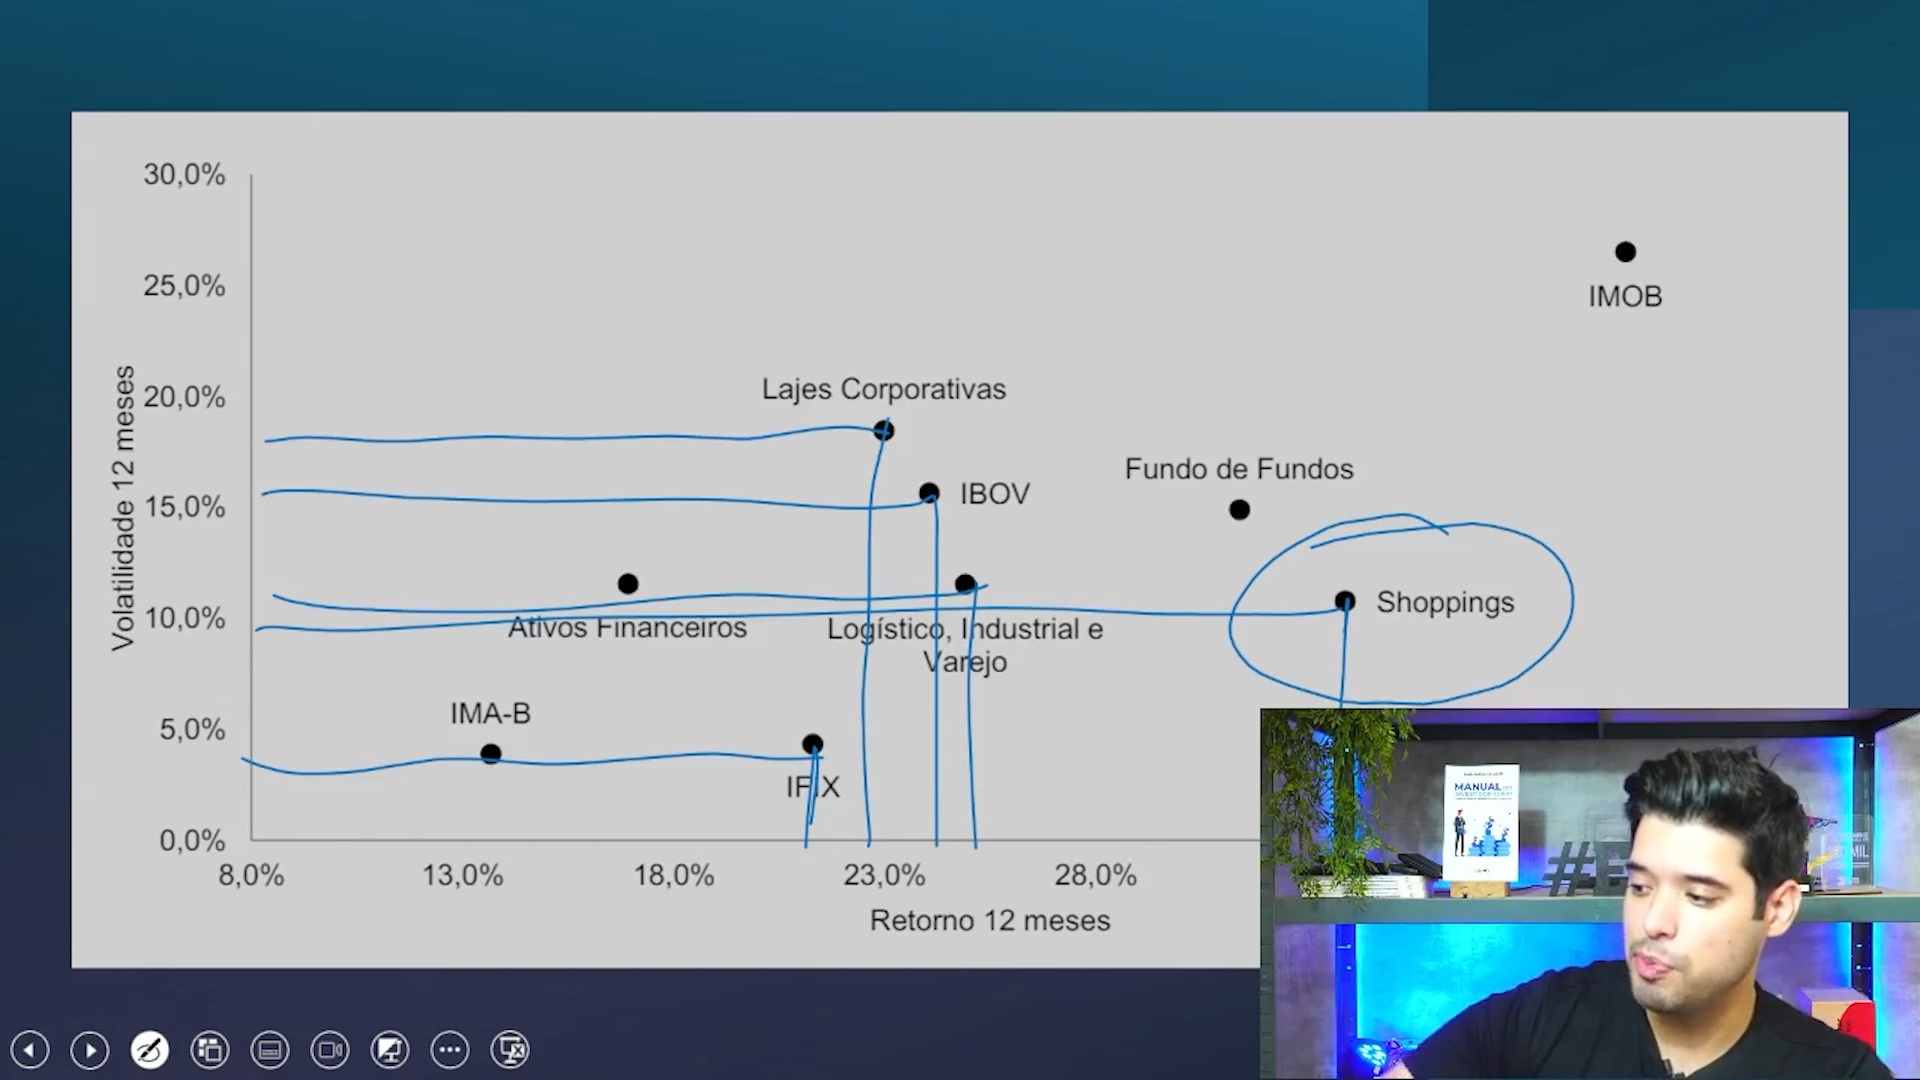 30,0%
25,0%
IMOB
20,0%
Lajes Corporativas
Fundo de Fundos
IBOV
15,0%
Volatilidade 12 meses
Shoppings
10,0%
Ativos Financeiros
Logístico, Industrial e
Varejo
IMA-B
5,0%
IFIX
0,0%
8,0%
13,0%
18,0%
23,0%
28,0%
Retorno 12 meses
MANUAL